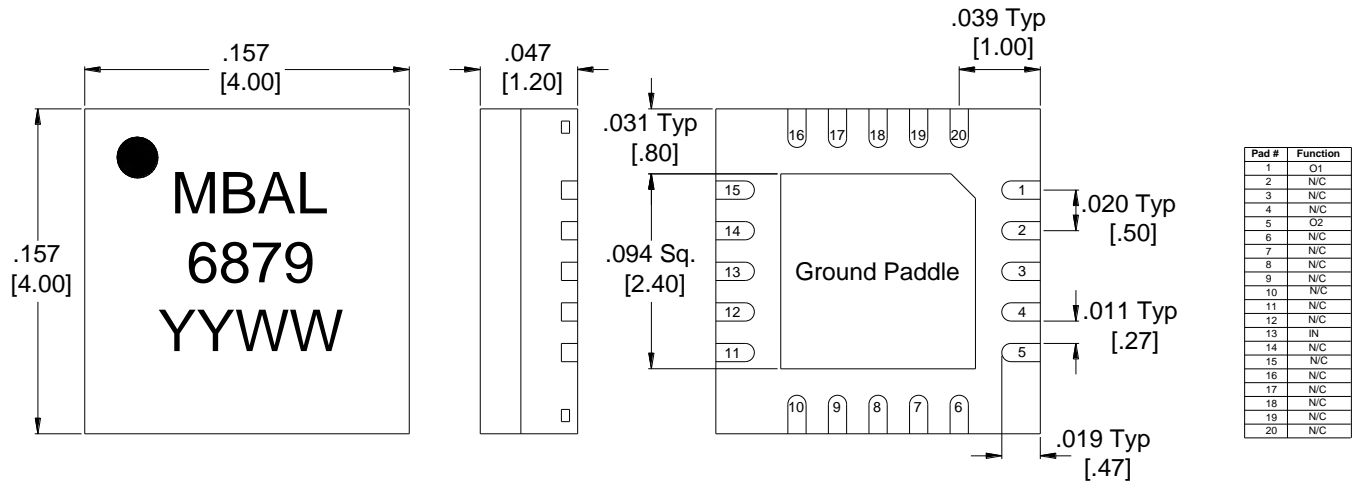 .157
[4.00]
.157
[4.00]
MBAL
6879
YYWW
.047
[1.20]
.039 Typ
[1.00]
.031 Typ
[.80]
.094 Sq.
[2.40]
16 17 18 19 20
15
14
13
12
11
Ground Paddle
1
2
3
4
5
10 9 8 7 6
.020 Typ
[.50]
.011 Typ
[.27]
.019 Typ
[.47]
Pad # Function
1 O1
2 N/C
3 N/C
4 N/C
5 O2
6 N/C
7 N/C
8 N/C
9 N/C
10 N/C
11 N/C
12 N/C
13 IN
14 N/C
15 N/C
16 N/C
17 N/C
18 N/C
19 N/C
20 N/C